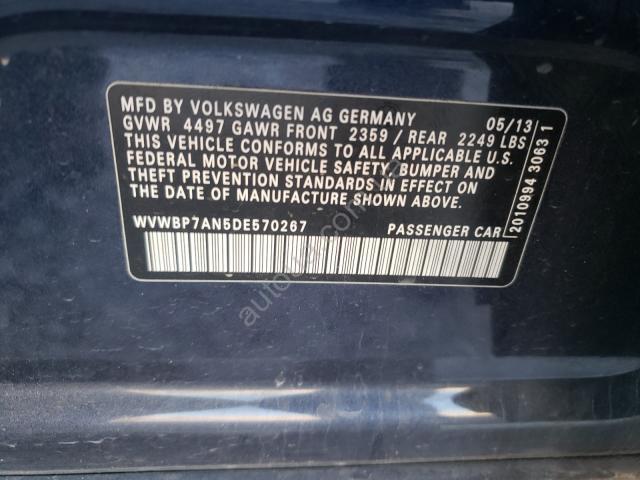 MFD BY VOLKSWAGEN AG GERMANY 05/13
GVWR 4497 GAWR FRONT 2359 / REAR 2249 LBS
THIS VEHICLE CONFORMS TO ALL APPLICABLE U.S.
FEDERAL MOTOR VEHICLE SAFETY, BUMPER AND
THEFT PREVENTION STANDARDS IN EFFECT ON
THE DATE OF MANUFACTURE SHOWN ABOVE
WVWBP7AN5DE570267 PASSENGER CAR
2010994 3063 1